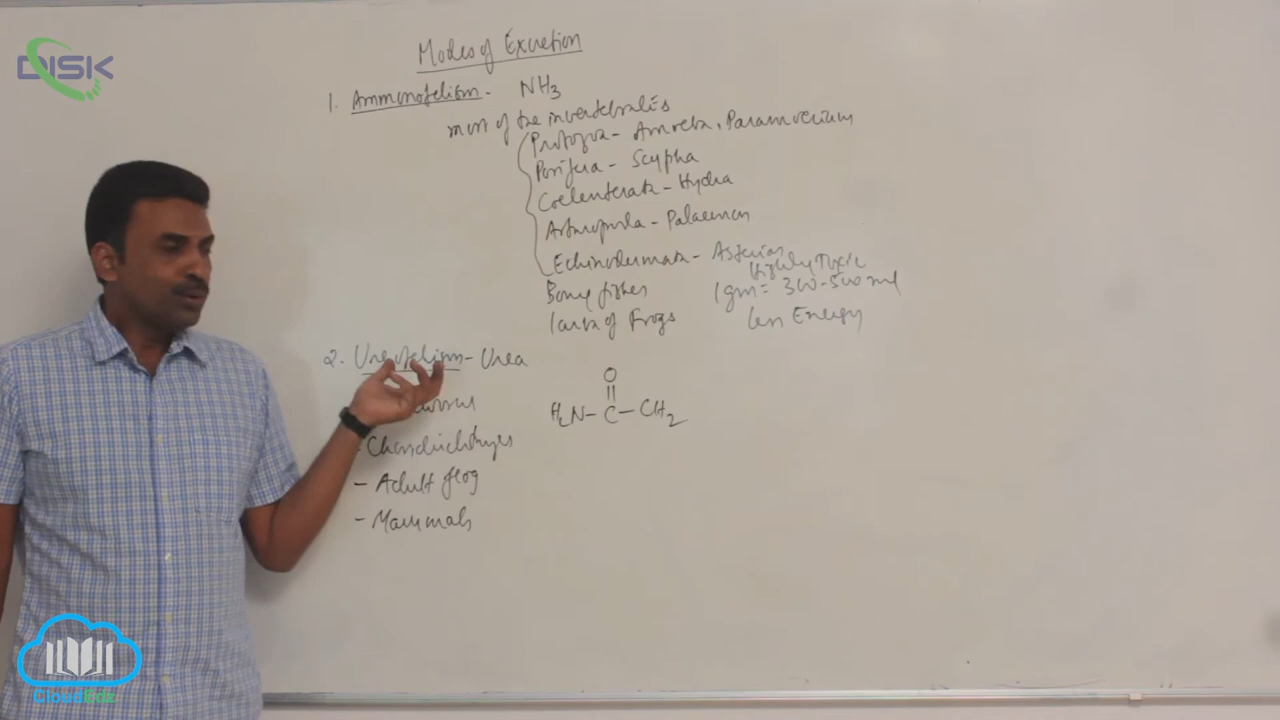 DISK
Modes of Excretion
1. Ammonotelism - NH3
most of the invertebrates
Protozoa - Amoeba, Paramoecium
Porifera - Scypha
Coelenterata - Hydra
Arthropoda - Palaemon
Echinodermata - Asterias
Highly Toxic
Bony fishes 1gm = 300-500 ml
larva of Frogs less Energy
2. Ureotelism - Urea
O
H2N - C - CH2
- Chondrichthyes
- Adult frog
- Mammals
CloudEdz